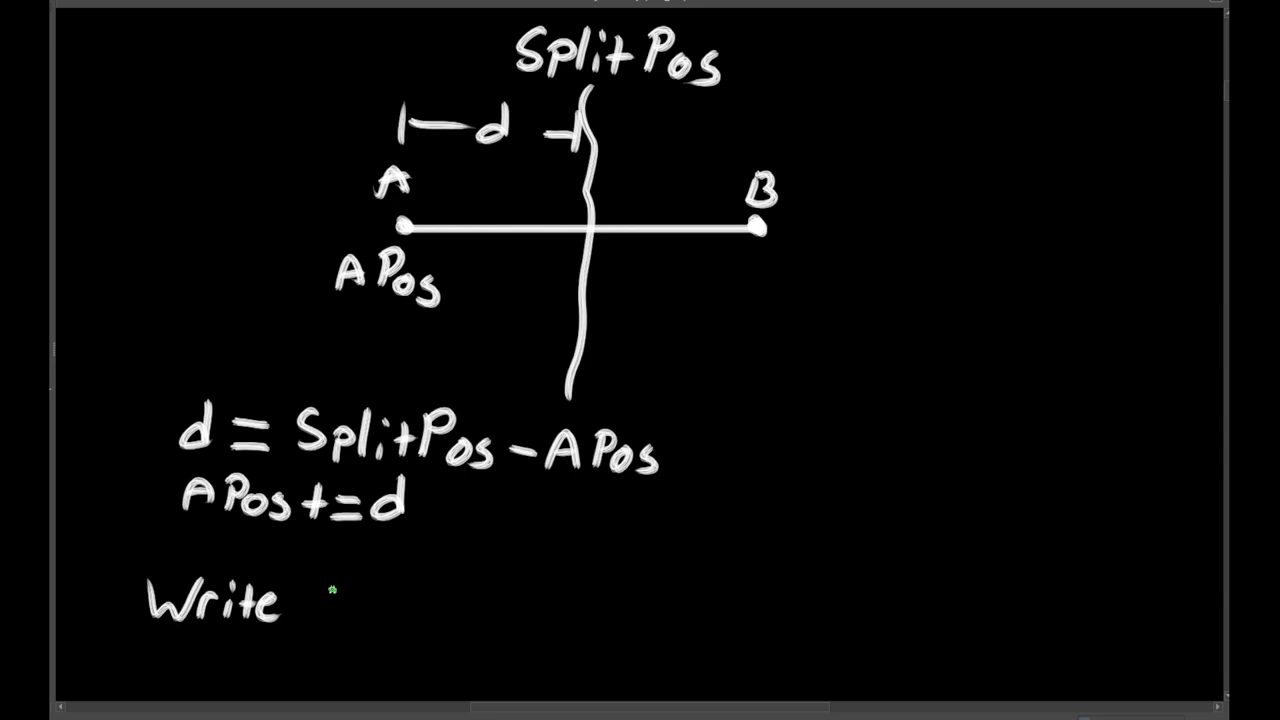 SplitPos
d
A
B
APos
d = SplitPos - APos
APos += d
Write